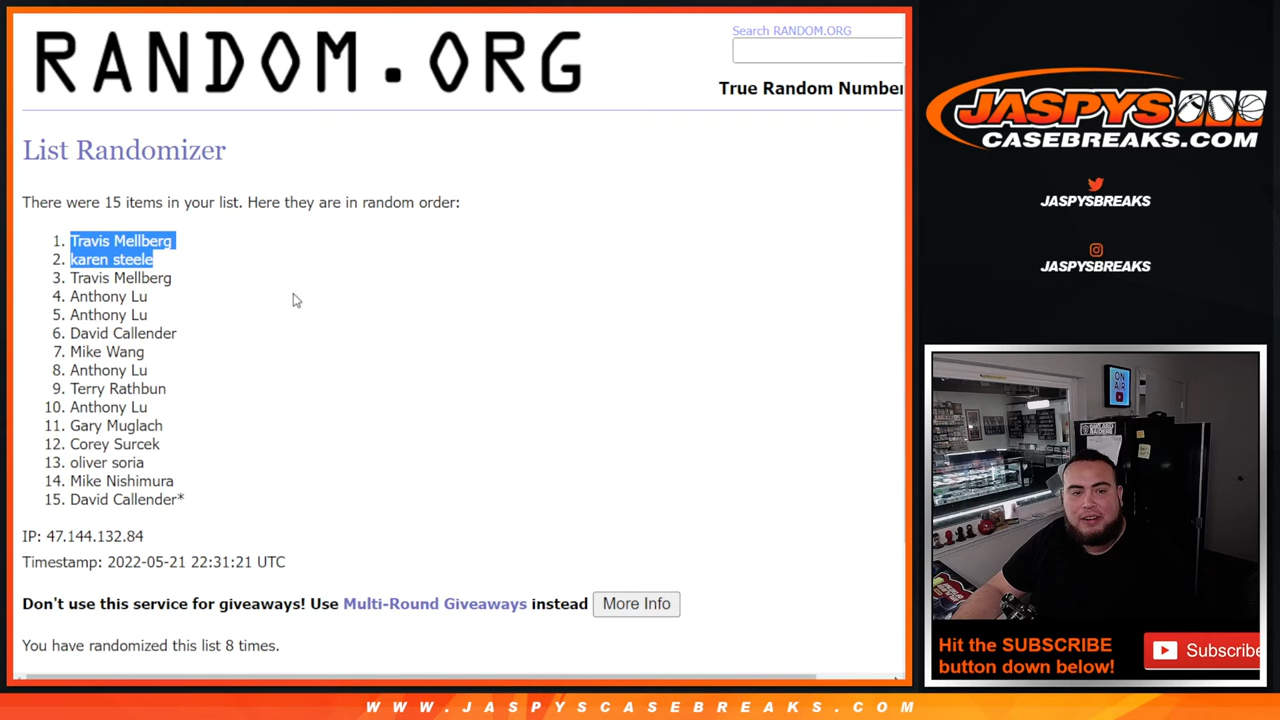 RANDOM.ORG
Search RANDOM.ORG
True Random Number
List Randomizer
There were 15 items in your list. Here they are in random order:
1. Travis Mellberg
2. karen steele
3. Travis Mellberg
4. Anthony Lu
5. Anthony Lu
6. David Callender
7. Mike Wang
8. Anthony Lu
9. Terry Rathbun
10. Anthony Lu
11. Gary Muglach
12. Corey Surcek
13. oliver soria
14. Mike Nishimura
15. David Callender*
IP: 47.144.132.84
Timestamp: 2022-05-21 22:31:21 UTC
Don't use this service for giveaways! Use Multi-Round Giveaways instead
More Info
You have randomized this list 8 times.
JASPYS
CASEBREAKS.COM
JASPYSBREAKS
JASPYSBREAKS
ON
AIR
Hit the SUBSCRIBE
button down below!
Subscribe
WWW.JASPYSCASEBREAKS.COM